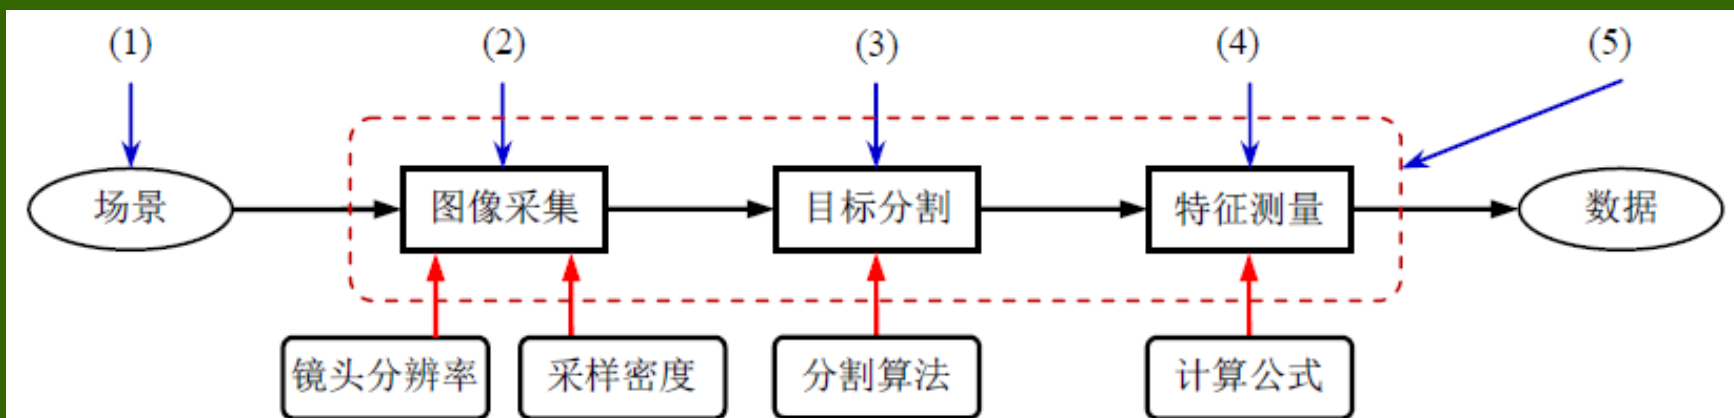 (1) (2) (3) (4) (5)
场景 图像采集 目标分割 特征测量 数据
镜头分辨率 采样密度 分割算法 计算公式